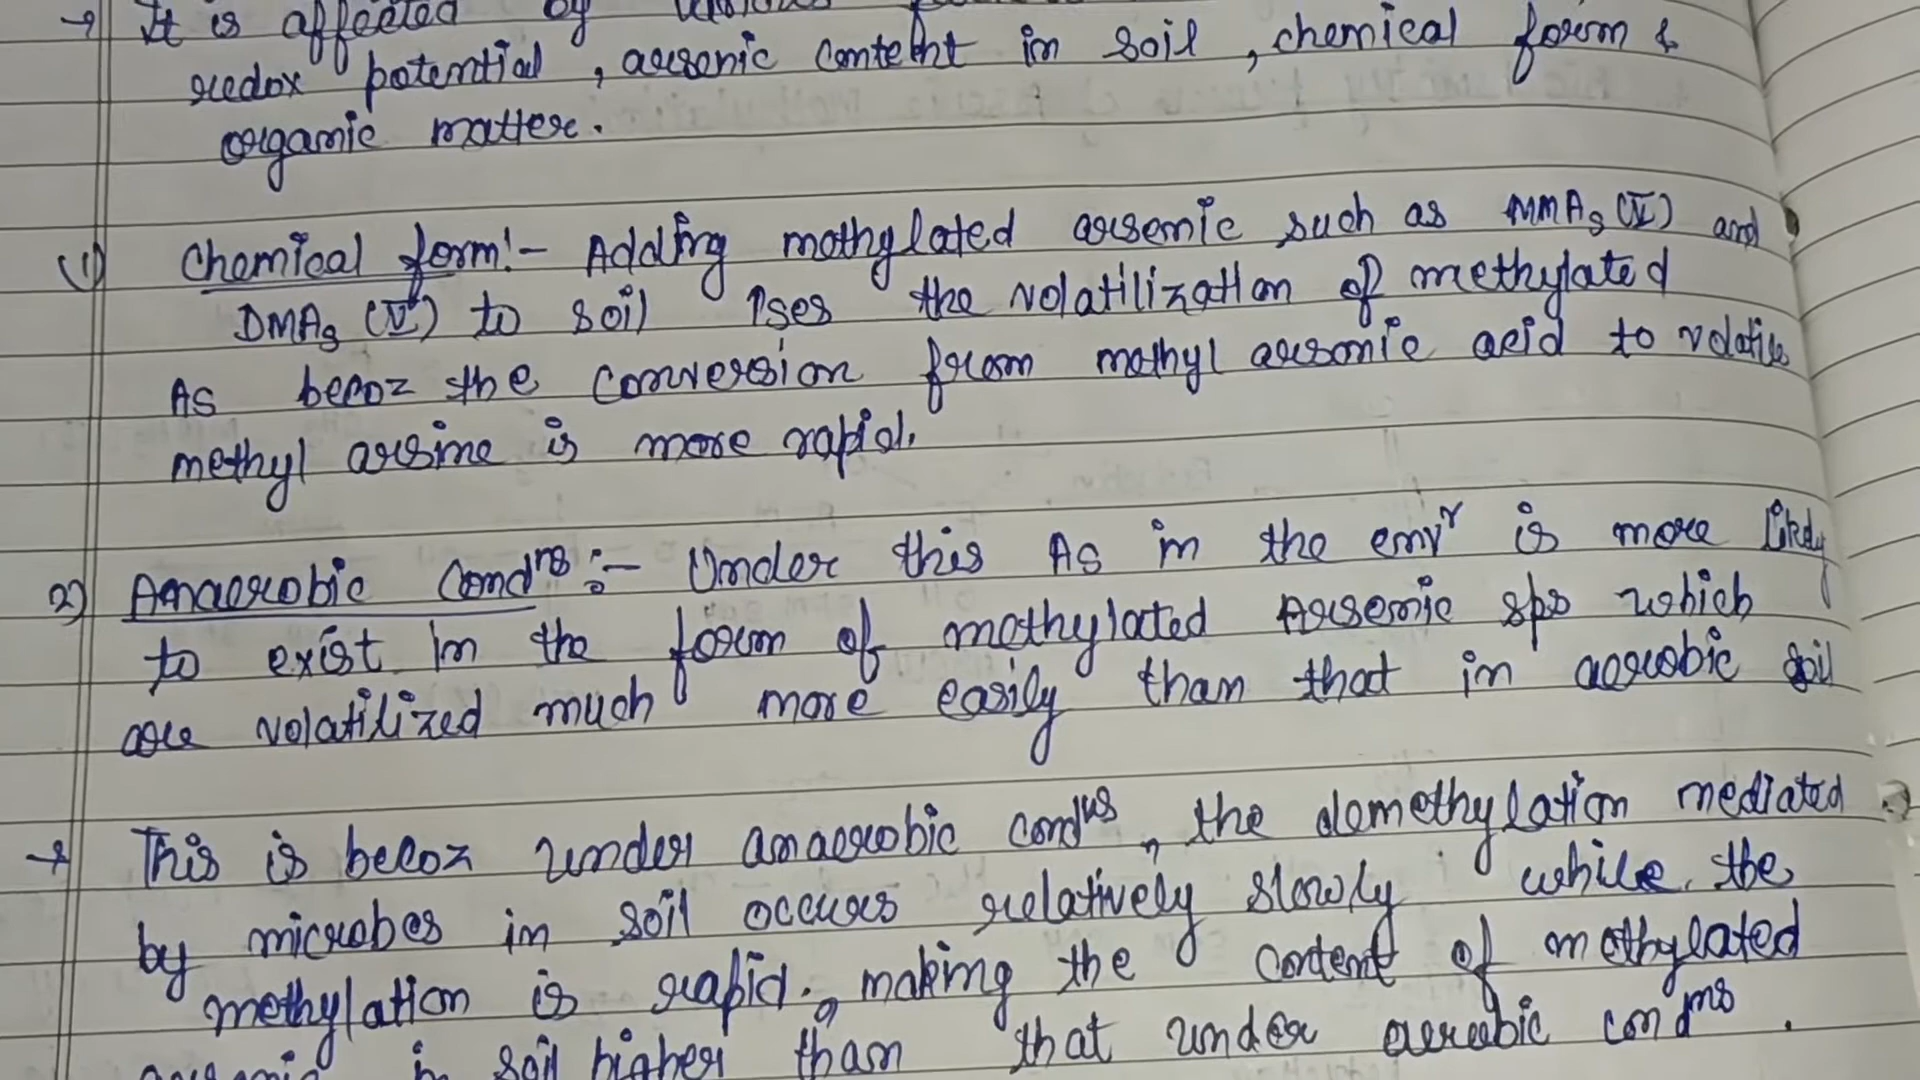 → It is affected by
redox potential, arsenic content in soil, chemical form &
organic matter.
(1) Chemical form:- Adding methylated arsenic such as MMAs (V) and
DMAs (V) to soil ↑ses the volatilization of methylated
As becoz the conversion from methyl arsonic acid to volatile
methyl arsine is more rapid.
2) Anaerobic Condns :- Under this As in the envr is more likely
to exist in the form of methylated Arsenic sps which
are volatilized much more easily than that in aerobic soil
→ This is becoz under anaerobic condns, the demethylation mediated
by microbes in soil occurs relatively slowly while the
methylation is rapid, making the content of methylated
arsenic in soil higher than that under aerobic condns.